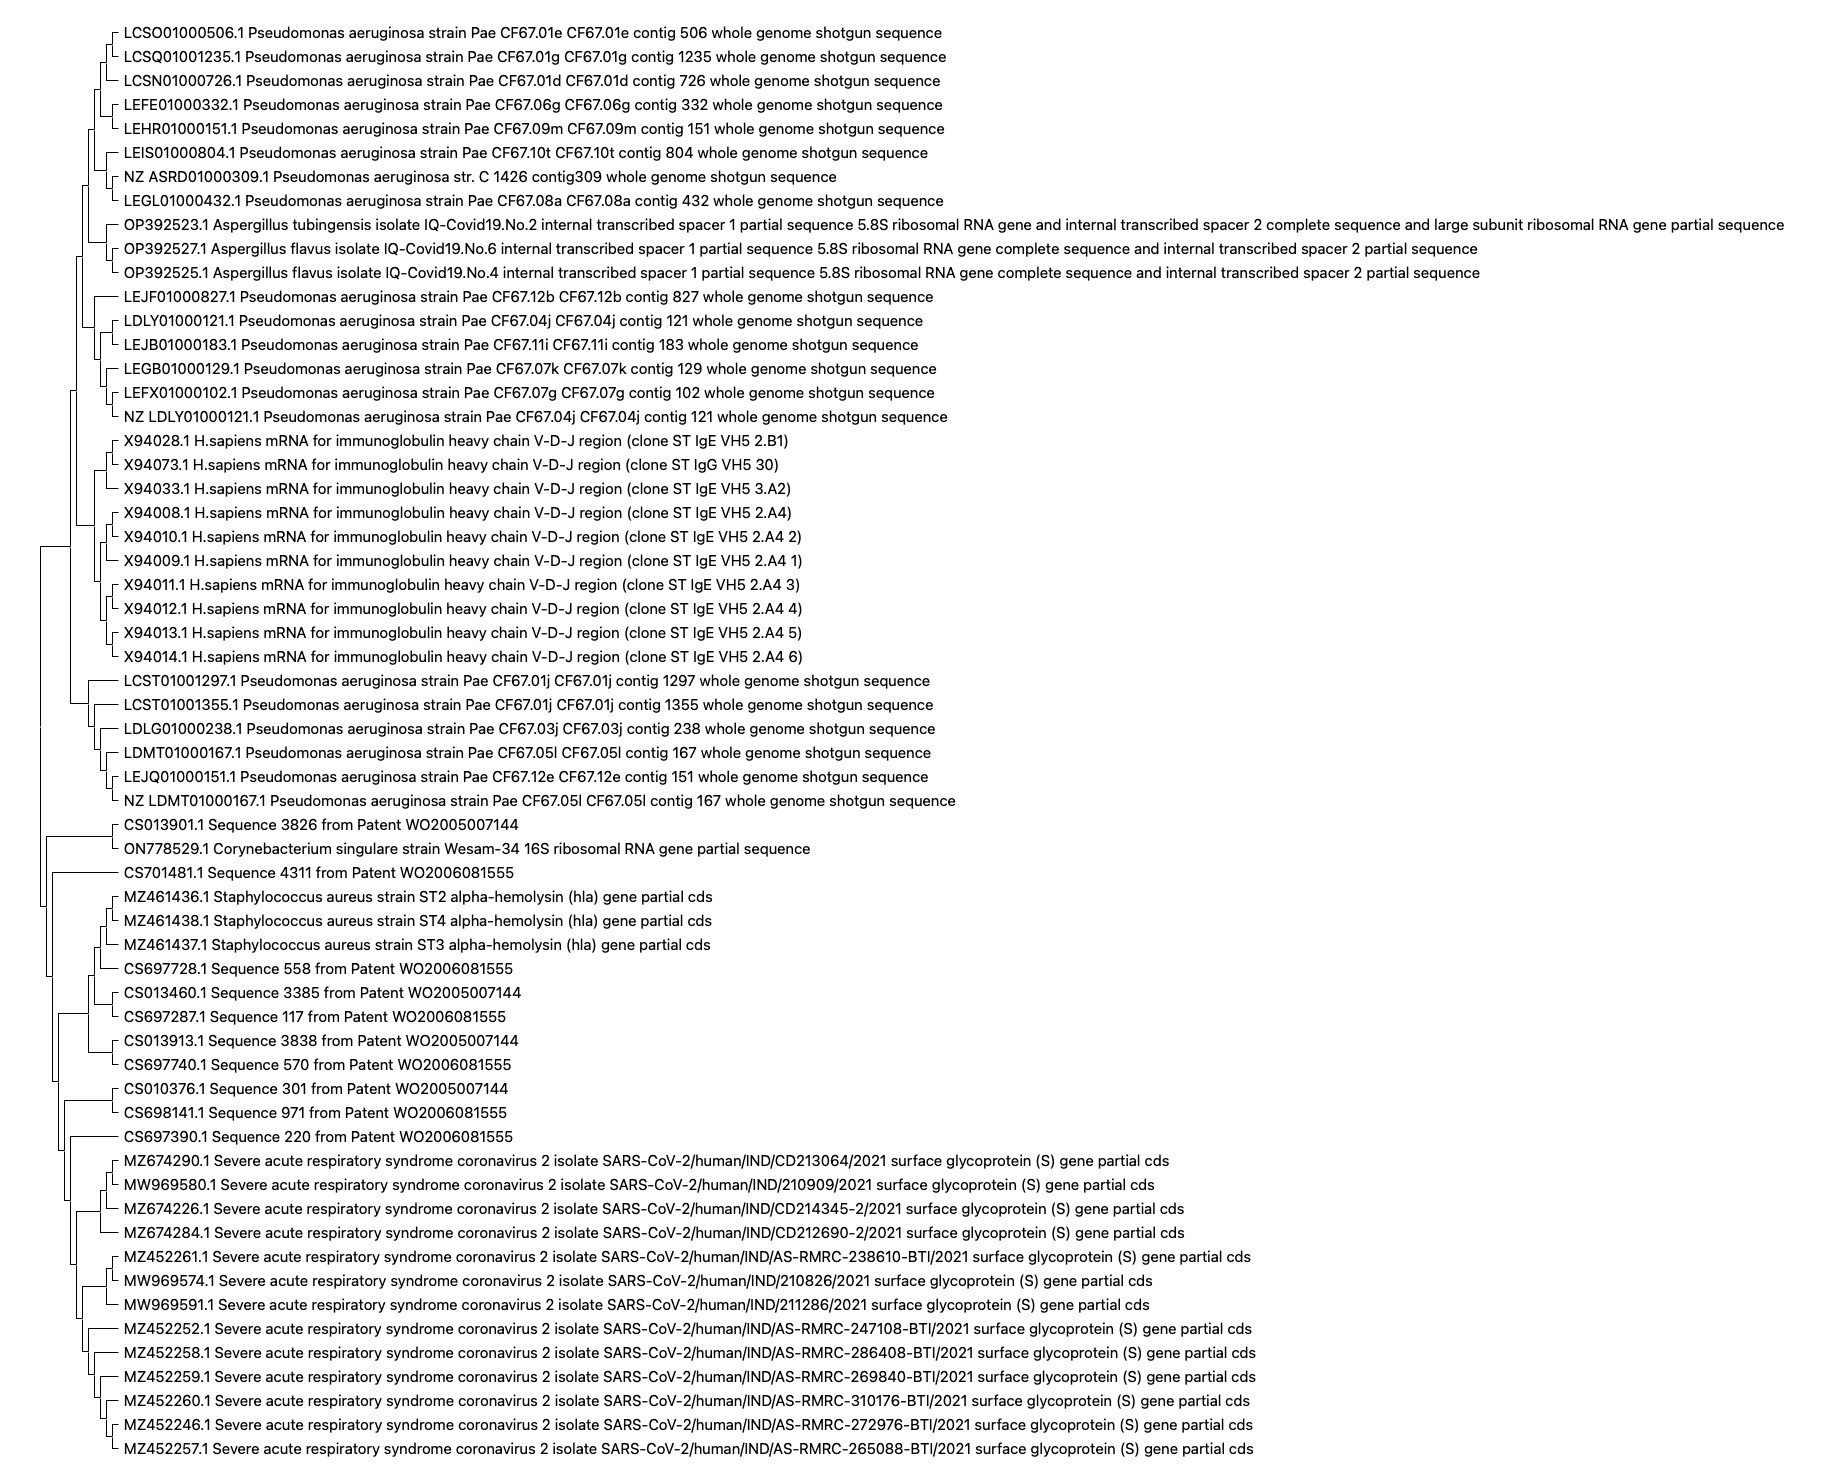 LCSO01000506.1 Pseudomonas aeruginosa strain Pae CF67.01e CF67.01e contig 506 whole genome shotgun sequence
LCSQ01001235.1 Pseudomonas aeruginosa strain Pae CF67.01g CF67.01g contig 1235 whole genome shotgun sequence
LCSN01000726.1 Pseudomonas aeruginosa strain Pae CF67.01d CF67.01d contig 726 whole genome shotgun sequence
LEFE01000332.1 Pseudomonas aeruginosa strain Pae CF67.06g CF67.06g contig 332 whole genome shotgun sequence
LEHR01000151.1 Pseudomonas aeruginosa strain Pae CF67.09m CF67.09m contig 151 whole genome shotgun sequence
LEIS01000804.1 Pseudomonas aeruginosa strain Pae CF67.10t CF67.10t contig 804 whole genome shotgun sequence
NZ ASRD01000309.1 Pseudomonas aeruginosa str. C 1426 contig309 whole genome shotgun sequence
LEGL01000432.1 Pseudomonas aeruginosa strain Pae CF67.08a CF67.08a contig 432 whole genome shotgun sequence
OP392523.1 Aspergillus tubingensis isolate IQ-Covid19.No.2 internal transcribed spacer 1 partial sequence 5.8S ribosomal RNA gene and internal transcribed spacer 2 complete sequence and large subunit ribosomal RNA gene partial sequence
OP392527.1 Aspergillus flavus isolate IQ-Covid19.No.6 internal transcribed spacer 1 partial sequence 5.8S ribosomal RNA gene complete sequence and internal transcribed spacer 2 partial sequence
OP392525.1 Aspergillus flavus isolate IQ-Covid19.No.4 internal transcribed spacer 1 partial sequence 5.8S ribosomal RNA gene complete sequence and internal transcribed spacer 2 partial sequence
LEJF01000827.1 Pseudomonas aeruginosa strain Pae CF67.12b CF67.12b contig 827 whole genome shotgun sequence
LDLY01000121.1 Pseudomonas aeruginosa strain Pae CF67.04j CF67.04j contig 121 whole genome shotgun sequence
LEJB01000183.1 Pseudomonas aeruginosa strain Pae CF67.11i CF67.11i contig 183 whole genome shotgun sequence
LEGB01000129.1 Pseudomonas aeruginosa strain Pae CF67.07k CF67.07k contig 129 whole genome shotgun sequence
LEFX01000102.1 Pseudomonas aeruginosa strain Pae CF67.07g CF67.07g contig 102 whole genome shotgun sequence
NZ LDLY01000121.1 Pseudomonas aeruginosa strain Pae CF67.04j CF67.04j contig 121 whole genome shotgun sequence
X94028.1 H.sapiens mRNA for immunoglobulin heavy chain V-D-J region (clone ST IgE VH5 2.B1)
X94073.1 H.sapiens mRNA for immunoglobulin heavy chain V-D-J region (clone ST IgG VH5 30)
X94033.1 H.sapiens mRNA for immunoglobulin heavy chain V-D-J region (clone ST IgE VH5 3.A2)
X94008.1 H.sapiens mRNA for immunoglobulin heavy chain V-D-J region (clone ST IgE VH5 2.A4)
X94010.1 H.sapiens mRNA for immunoglobulin heavy chain V-D-J region (clone ST IgE VH5 2.A4 2)
X94009.1 H.sapiens mRNA for immunoglobulin heavy chain V-D-J region (clone ST IgE VH5 2.A4 1)
X94011.1 H.sapiens mRNA for immunoglobulin heavy chain V-D-J region (clone ST IgE VH5 2.A4 3)
X94012.1 H.sapiens mRNA for immunoglobulin heavy chain V-D-J region (clone ST IgE VH5 2.A4 4)
X94013.1 H.sapiens mRNA for immunoglobulin heavy chain V-D-J region (clone ST IgE VH5 2.A4 5)
X94014.1 H.sapiens mRNA for immunoglobulin heavy chain V-D-J region (clone ST IgE VH5 2.A4 6)
LCST01001297.1 Pseudomonas aeruginosa strain Pae CF67.01j CF67.01j contig 1297 whole genome shotgun sequence
LCST01001355.1 Pseudomonas aeruginosa strain Pae CF67.01j CF67.01j contig 1355 whole genome shotgun sequence
LDLG01000238.1 Pseudomonas aeruginosa strain Pae CF67.03j CF67.03j contig 238 whole genome shotgun sequence
LDMT01000167.1 Pseudomonas aeruginosa strain Pae CF67.05l CF67.05l contig 167 whole genome shotgun sequence
LEJQ01000151.1 Pseudomonas aeruginosa strain Pae CF67.12e CF67.12e contig 151 whole genome shotgun sequence
NZ LDMT01000167.1 Pseudomonas aeruginosa strain Pae CF67.05l CF67.05l contig 167 whole genome shotgun sequence
CS013901.1 Sequence 3826 from Patent WO2005007144
ON778529.1 Corynebacterium singulare strain Wesam-34 16S ribosomal RNA gene partial sequence
CS701481.1 Sequence 4311 from Patent WO2006081555
MZ461436.1 Staphylococcus aureus strain ST2 alpha-hemolysin (hla) gene partial cds
MZ461438.1 Staphylococcus aureus strain ST4 alpha-hemolysin (hla) gene partial cds
MZ461437.1 Staphylococcus aureus strain ST3 alpha-hemolysin (hla) gene partial cds
CS697728.1 Sequence 558 from Patent WO2006081555
CS013460.1 Sequence 3385 from Patent WO2005007144
CS697287.1 Sequence 117 from Patent WO2006081555
CS013913.1 Sequence 3838 from Patent WO2005007144
CS697740.1 Sequence 570 from Patent WO2006081555
CS010376.1 Sequence 301 from Patent WO2005007144
CS698141.1 Sequence 971 from Patent WO2006081555
CS697390.1 Sequence 220 from Patent WO2006081555
MZ674290.1 Severe acute respiratory syndrome coronavirus 2 isolate SARS-CoV-2/human/IND/CD213064/2021 surface glycoprotein (S) gene partial cds
MW969580.1 Severe acute respiratory syndrome coronavirus 2 isolate SARS-CoV-2/human/IND/210909/2021 surface glycoprotein (S) gene partial cds
MZ674226.1 Severe acute respiratory syndrome coronavirus 2 isolate SARS-CoV-2/human/IND/CD214345-2/2021 surface glycoprotein (S) gene partial cds
MZ674284.1 Severe acute respiratory syndrome coronavirus 2 isolate SARS-CoV-2/human/IND/CD212690-2/2021 surface glycoprotein (S) gene partial cds
MZ452261.1 Severe acute respiratory syndrome coronavirus 2 isolate SARS-CoV-2/human/IND/AS-RMRC-238610-BTI/2021 surface glycoprotein (S) gene partial cds
MW969574.1 Severe acute respiratory syndrome coronavirus 2 isolate SARS-CoV-2/human/IND/210826/2021 surface glycoprotein (S) gene partial cds
MW969591.1 Severe acute respiratory syndrome coronavirus 2 isolate SARS-CoV-2/human/IND/211286/2021 surface glycoprotein (S) gene partial cds
MZ452252.1 Severe acute respiratory syndrome coronavirus 2 isolate SARS-CoV-2/human/IND/AS-RMRC-247108-BTI/2021 surface glycoprotein (S) gene partial cds
MZ452258.1 Severe acute respiratory syndrome coronavirus 2 isolate SARS-CoV-2/human/IND/AS-RMRC-286408-BTI/2021 surface glycoprotein (S) gene partial cds
MZ452259.1 Severe acute respiratory syndrome coronavirus 2 isolate SARS-CoV-2/human/IND/AS-RMRC-269840-BTI/2021 surface glycoprotein (S) gene partial cds
MZ452260.1 Severe acute respiratory syndrome coronavirus 2 isolate SARS-CoV-2/human/IND/AS-RMRC-310176-BTI/2021 surface glycoprotein (S) gene partial cds
MZ452246.1 Severe acute respiratory syndrome coronavirus 2 isolate SARS-CoV-2/human/IND/AS-RMRC-272976-BTI/2021 surface glycoprotein (S) gene partial cds
MZ452257.1 Severe acute respiratory syndrome coronavirus 2 isolate SARS-CoV-2/human/IND/AS-RMRC-265088-BTI/2021 surface glycoprotein (S) gene partial cds